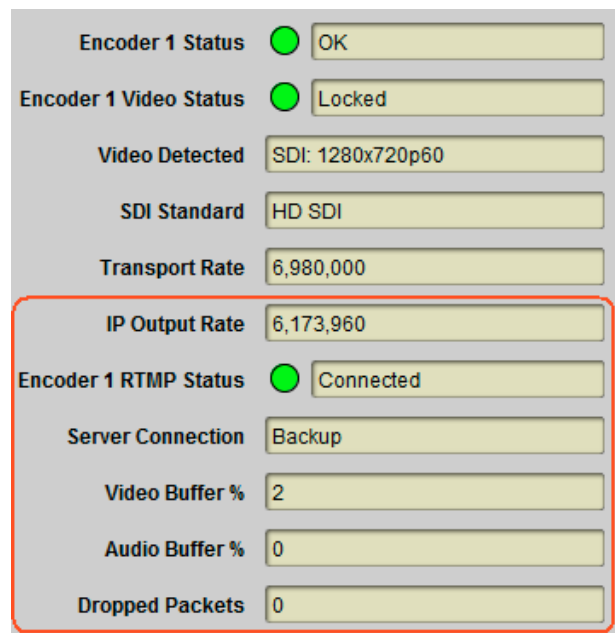 Encoder 1 Status OK
Encoder 1 Video Status Locked
Video Detected SDI: 1280x720p60
SDI Standard HD SDI
Transport Rate 6,980,000
IP Output Rate 6,173,960
Encoder 1 RTMP Status Connected
Server Connection Backup
Video Buffer % 2
Audio Buffer % 0
Dropped Packets 0